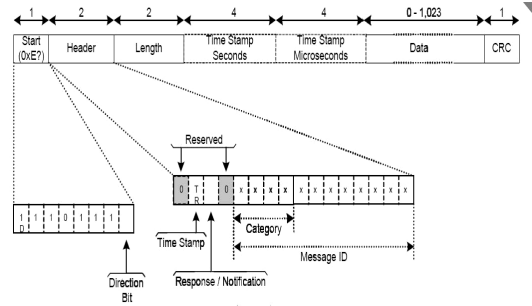 1 2 2 4 4 0 - 1,023 1
Start
(0xE?)
Header
Length
Time Stamp
Seconds
Time Stamp
Microseconds
Data
CRC
Reserved
0 T 0 x x x x x x x x x x x x
R
1 1 1 0 1 1 1
D
Time Stamp
Category
Message ID
Direction
Bit
Response / Notification